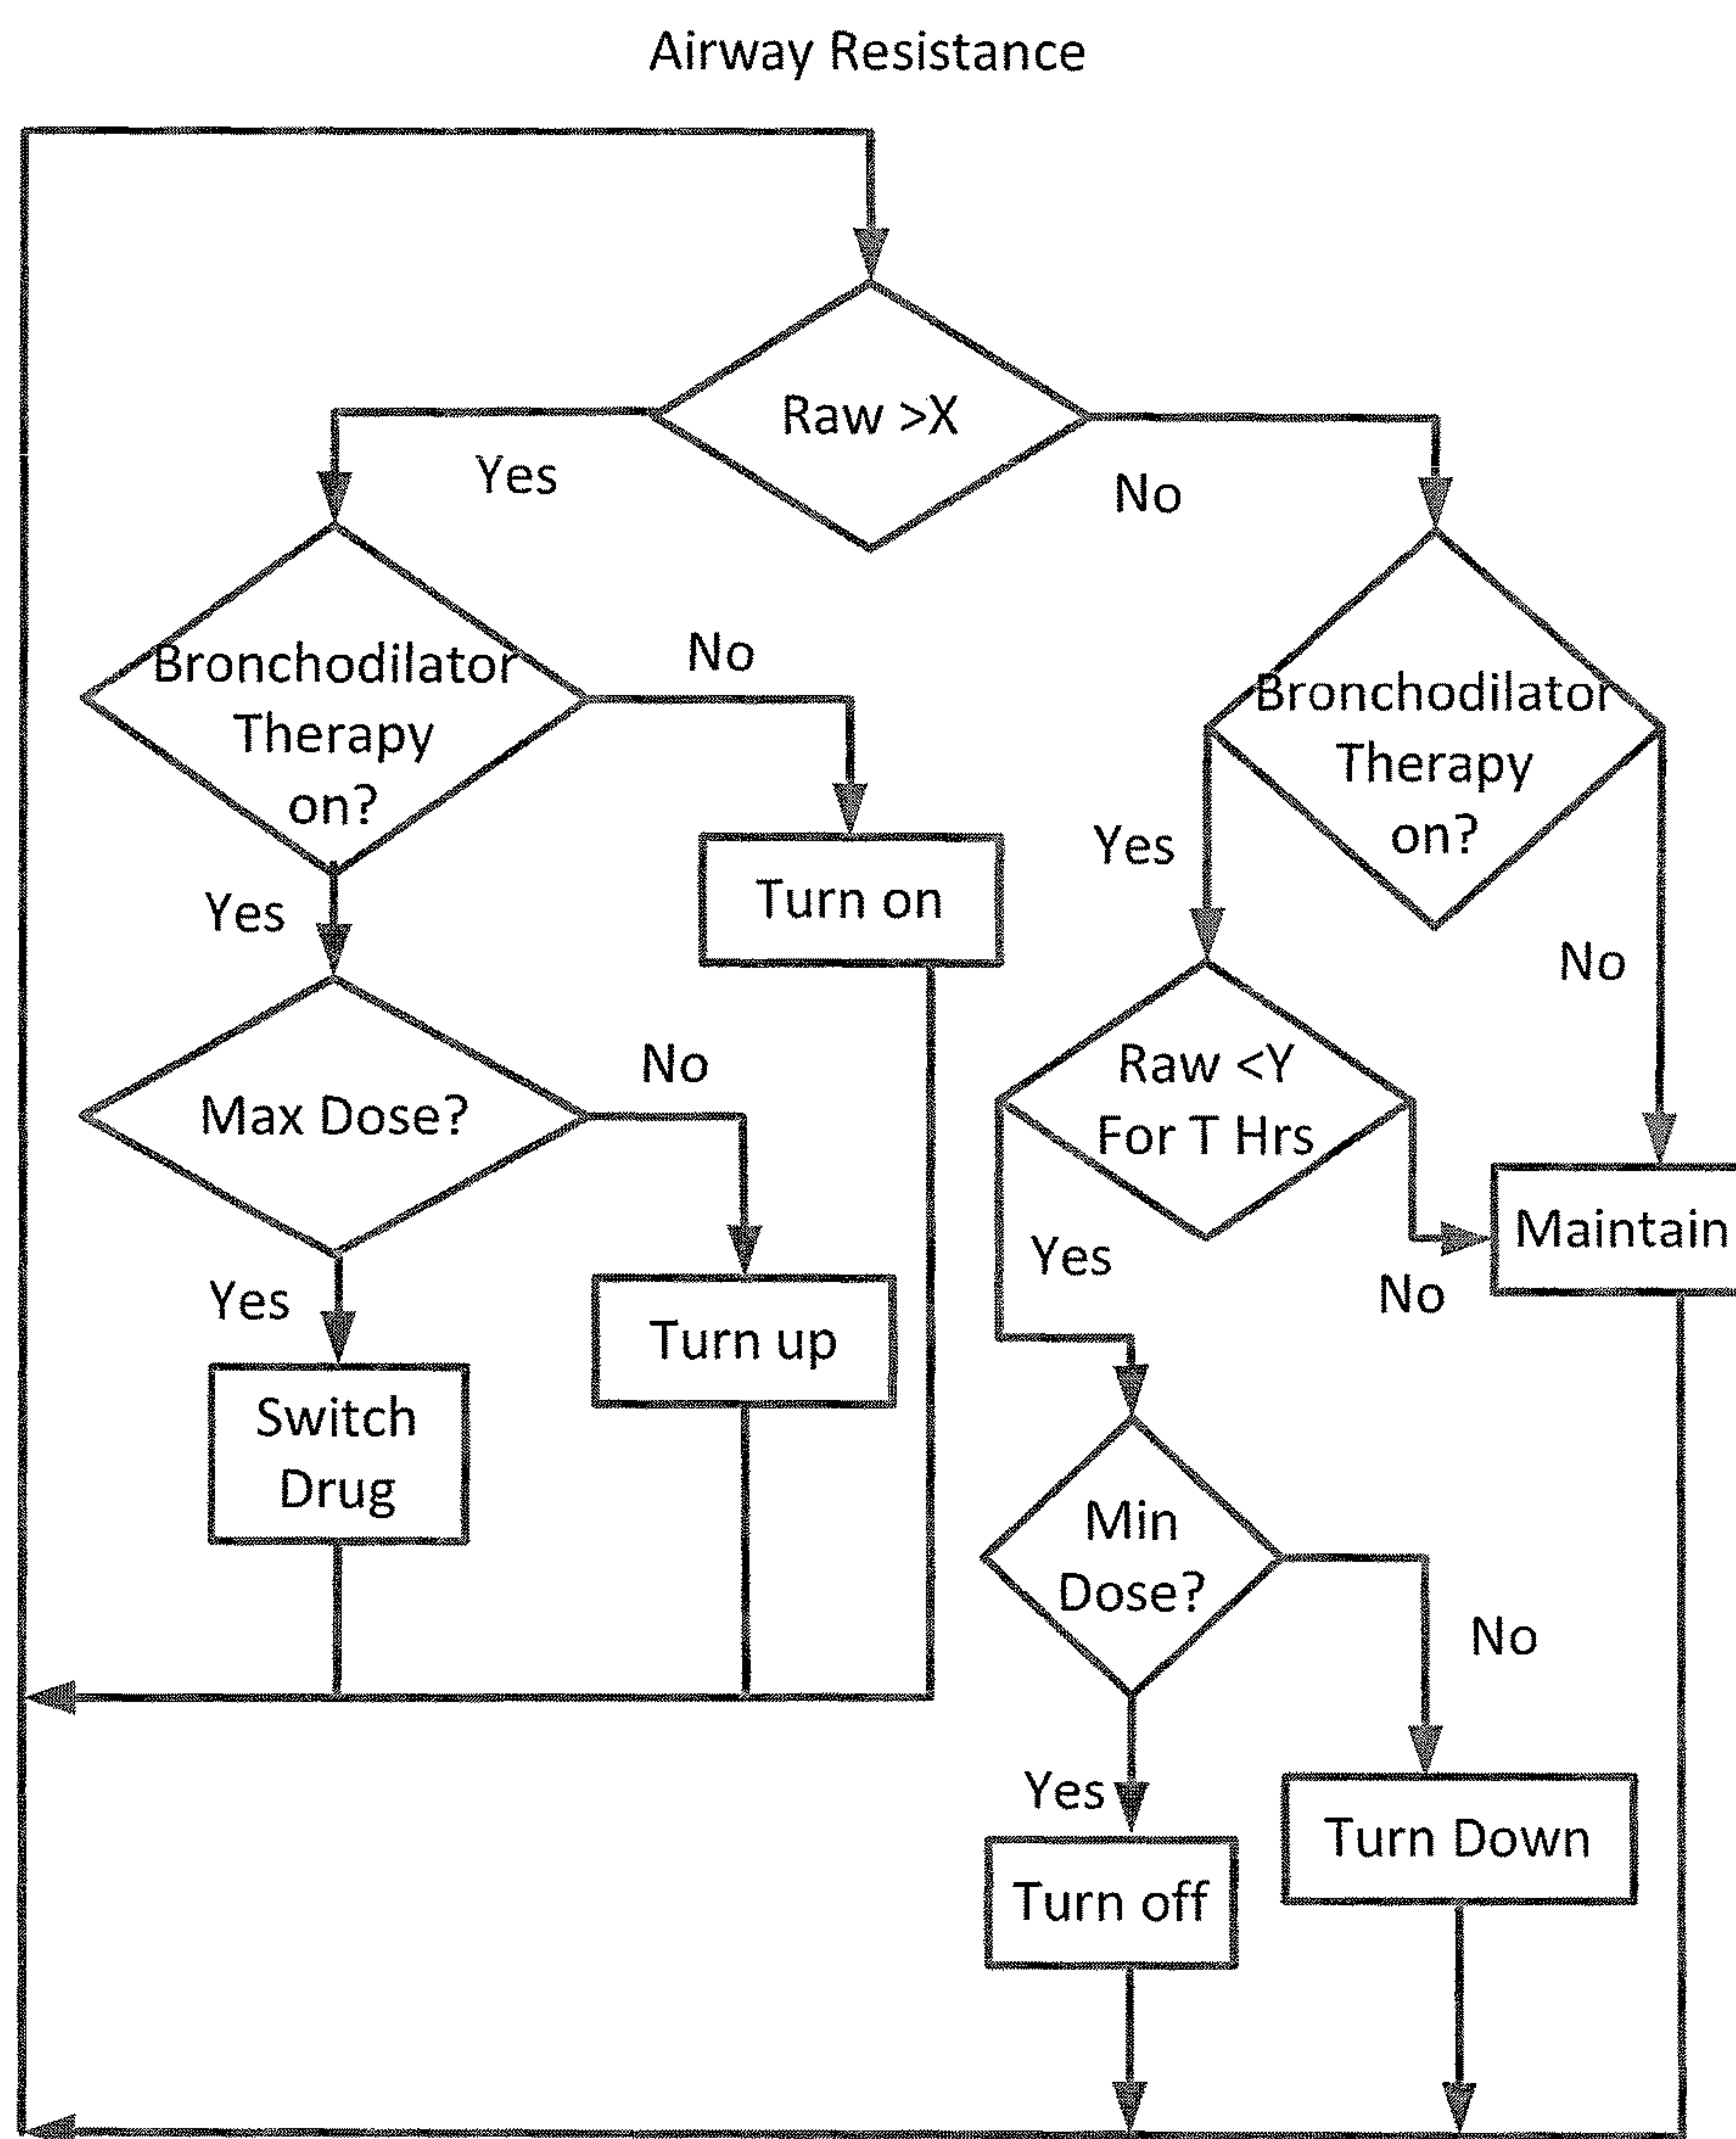 Airway Resistance
Raw >X
Yes
No
Bronchodilator
Therapy
on?
No
Bronchodilator
Therapy
on?
Yes
Turn on
Yes
No
Max Dose?
No
Raw <Y
For T Hrs
Maintain
Yes
No
Yes
Turn up
Switch
Drug
Min
Dose?
No
Yes
Turn Down
Turn off